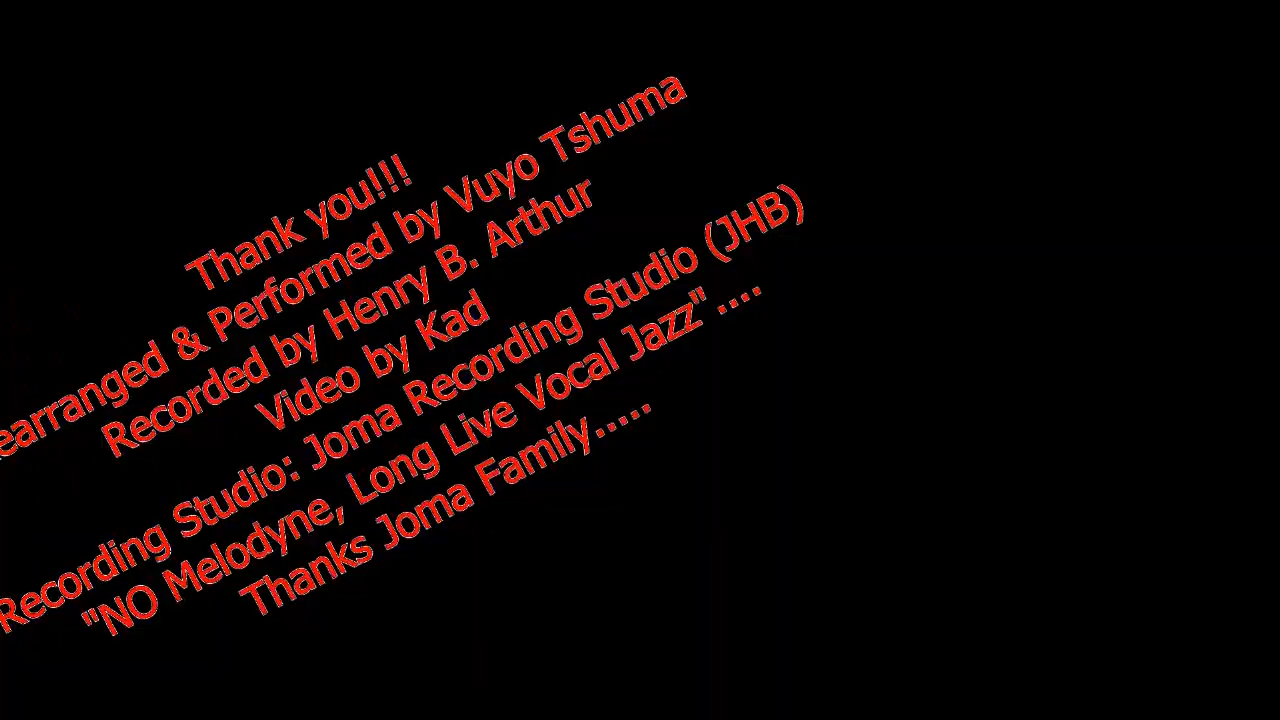 Thank you!!!
earranged & Performed by Vuyo Tshuma
Recorded by Henry B. Arthur
Video by Kad
Recording Studio: Joma Recording Studio (JHB)
"NO Melodyne, Long Live Vocal Jazz" ....
Thanks Joma Family.....